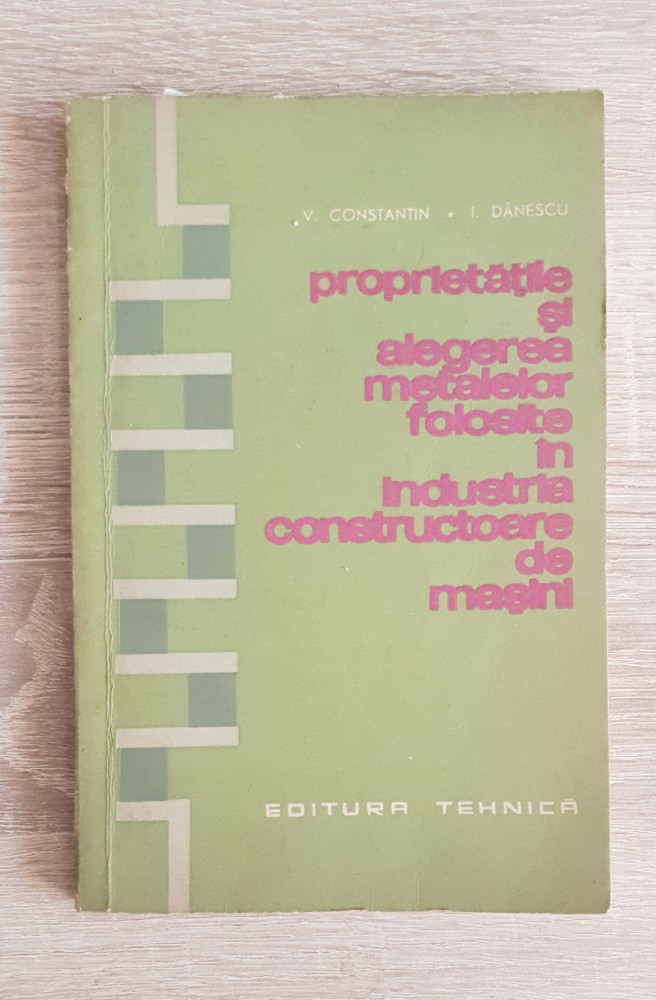 V. CONSTANTIN • I. DĂNESCU
proprietățile
și
alegerea
metalelor
folosite
în
industria
constructoare
de
mașini
EDITURA TEHNICĂ